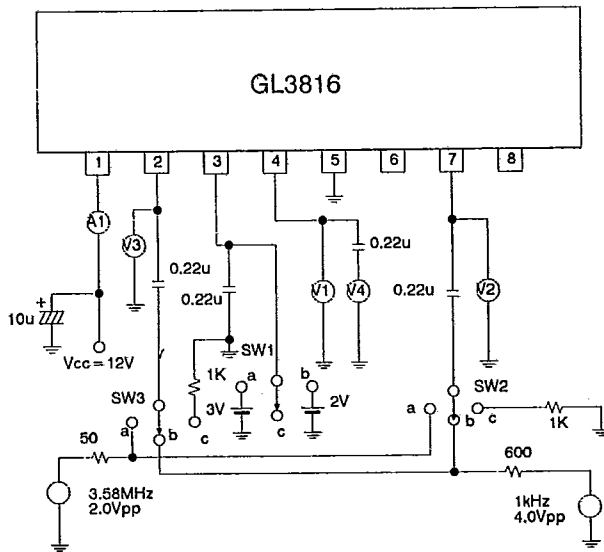 GL3816
1 2 3 4 5 6 7 8
A1
V3
0.22u
0.22u
V1
V4
0.22u
0.22u
V2
+
10u
Vcc = 12V
SW1
1K
a
3V
c
c
b
2V
SW3
a
b
SW2
a
b
c
1K
50
600
3.58MHz
2.0Vpp
1kHz
4.0Vpp